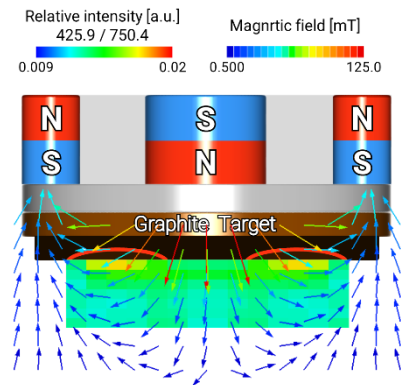 Relative intensity [a.u.]
425.9 / 750.4
0.009 0.02
Magnrtic field [mT]
0.500 125.0
N S N
S N S
Graphite Target